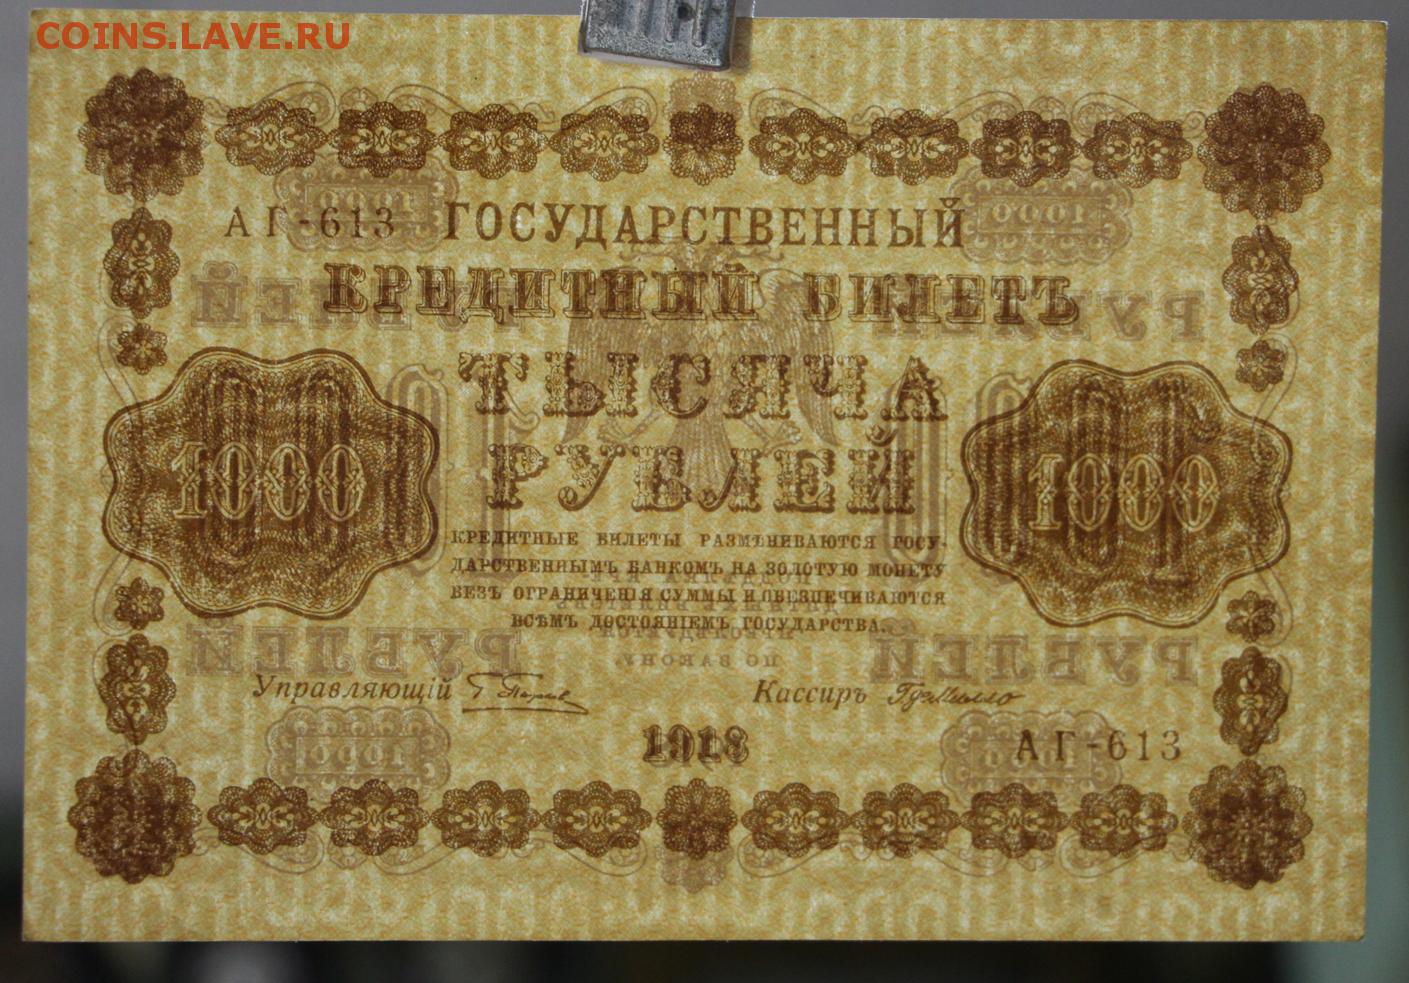 COINS.LAVE.RU
АГ-613 ГОСУДАРСТВЕННЫЙ
КРЕДИТНЫЙ БИЛЕТЪ
ТЫСЯЧА
РУБЛЕЙ
1000 1000
КРЕДИТНЫЕ БИЛЕТЫ РАЗМѢНИВАЮТСЯ ГОСУ-
ДАРСТВЕННЫМЪ БАНКОМЪ НА ЗОЛОТУЮ МОНЕТУ
БЕЗЪ ОГРАНИЧЕНІЯ СУММЫ И ОБЕЗПЕЧИВАЮТСЯ
ВСѢМЪ ДОСТОЯНІЕМЪ ГОСУДАРСТВА.
Управляющій Кассиръ
1918 АГ-613